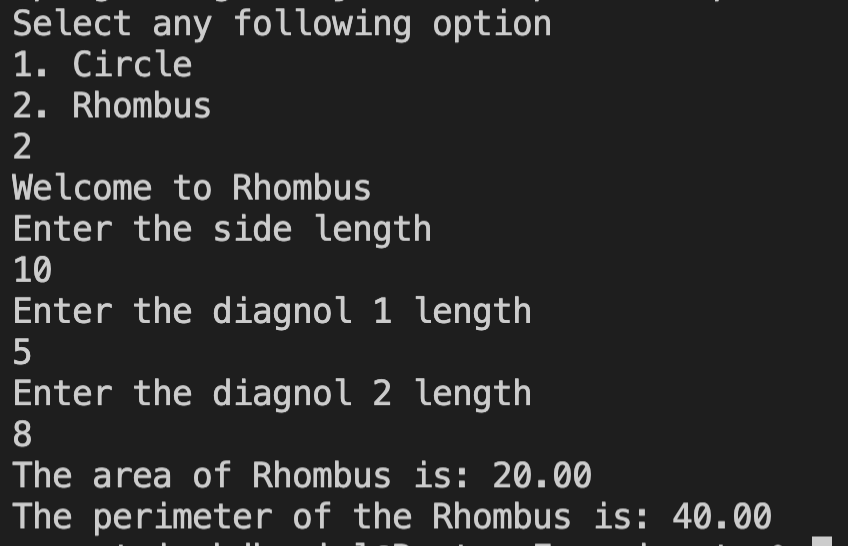 Select any following option
1. Circle
2. Rhombus
2
Welcome to Rhombus
Enter the side length
10
Enter the diagnol 1 length
5
Enter the diagnol 2 length
8
The area of Rhombus is: 20.00
The perimeter of the Rhombus is: 40.00